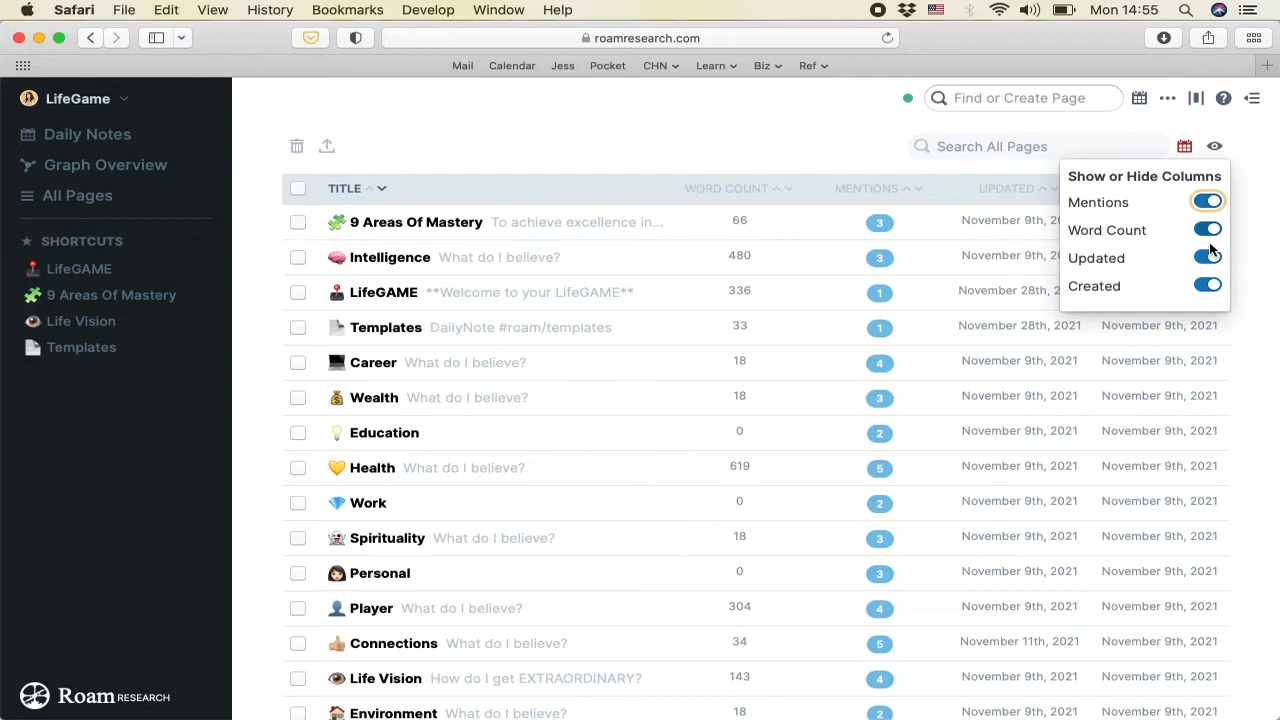 Safari File Edit View History Bookmarks Develop Window Help Mon 14:55
roamresearch.com
Mail Calendar Jess Pocket CHN Learn Biz Ref
LifeGame
Daily Notes
Graph Overview
All Pages
SHORTCUTS
LifeGAME
9 Areas Of Mastery
Life Vision
Templates
Roam RESEARCH
Find or Create Page
Search All Pages
Show or Hide Columns
Mentions
Word Count
Updated
Created
TITLE WORD COUNT MENTIONS UPDATED
9 Areas Of Mastery To achieve excellence in... 66 3 November 9th, 20
Intelligence What do I believe? 480 3 November 9th, 20
LifeGAME **Welcome to your LifeGAME** 336 1 November 28th, 2
Templates DailyNote #roam/templates 33 1 November 28th, 2021 November 9th, 2021
Career What do I believe? 18 4 November 9th, 2021 November 9th, 2021
Wealth What do I believe? 18 3 November 9th, 2021 November 9th, 2021
Education 0 2 November 9th, 2021 November 9th, 2021
Health What do I believe? 619 5 November 9th, 2021 November 9th, 2021
Work 0 2 November 9th, 2021 November 9th, 2021
Spirituality What do I believe? 18 3 November 9th, 2021 November 9th, 2021
Personal 0 3 November 9th, 2021 November 9th, 2021
Player What do I believe? 304 4 November 9th, 2021 November 9th, 2021
Connections What do I believe? 34 5 November 11th, 2021 November 9th, 2021
Life Vision How do I get EXTRAORDINARY? 143 4 November 9th, 2021 November 9th, 2021
Environment What do I believe? 18 2 November 9th, 2021 November 9th, 2021